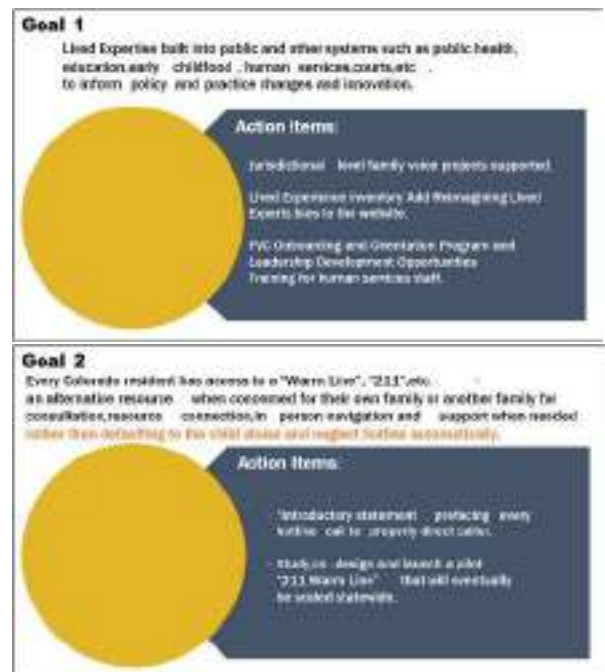 Goal 1
Lived Expertise built into public and other systems such as public health,
education,early childhood , human services,courts,etc .
to inform policy and practice changes and innovation.
Action Items:
Jurisdictional level family voice projects supported.
Lived Experience Inventory Add Reimagining Lived
Experts bios to the website.
FVC Onboarding and Orientation Program and
Leadership Development Opportunities
Training for human services staff.
Goal 2
Every Colorado resident has access to a "Warm Line", "211",etc.
an alternative resource when concerned for their own family or another family for
consultation,resource connection,in person navigation and support when needed
rather than defaulting to the child abuse and neglect hotline automatically.
Action Items:
"Introductory statement prefacing every
hotline call to properly direct caller.
- Study,co design and launch a pilot
"211 Warm Line" that will eventually
be scaled statewide.